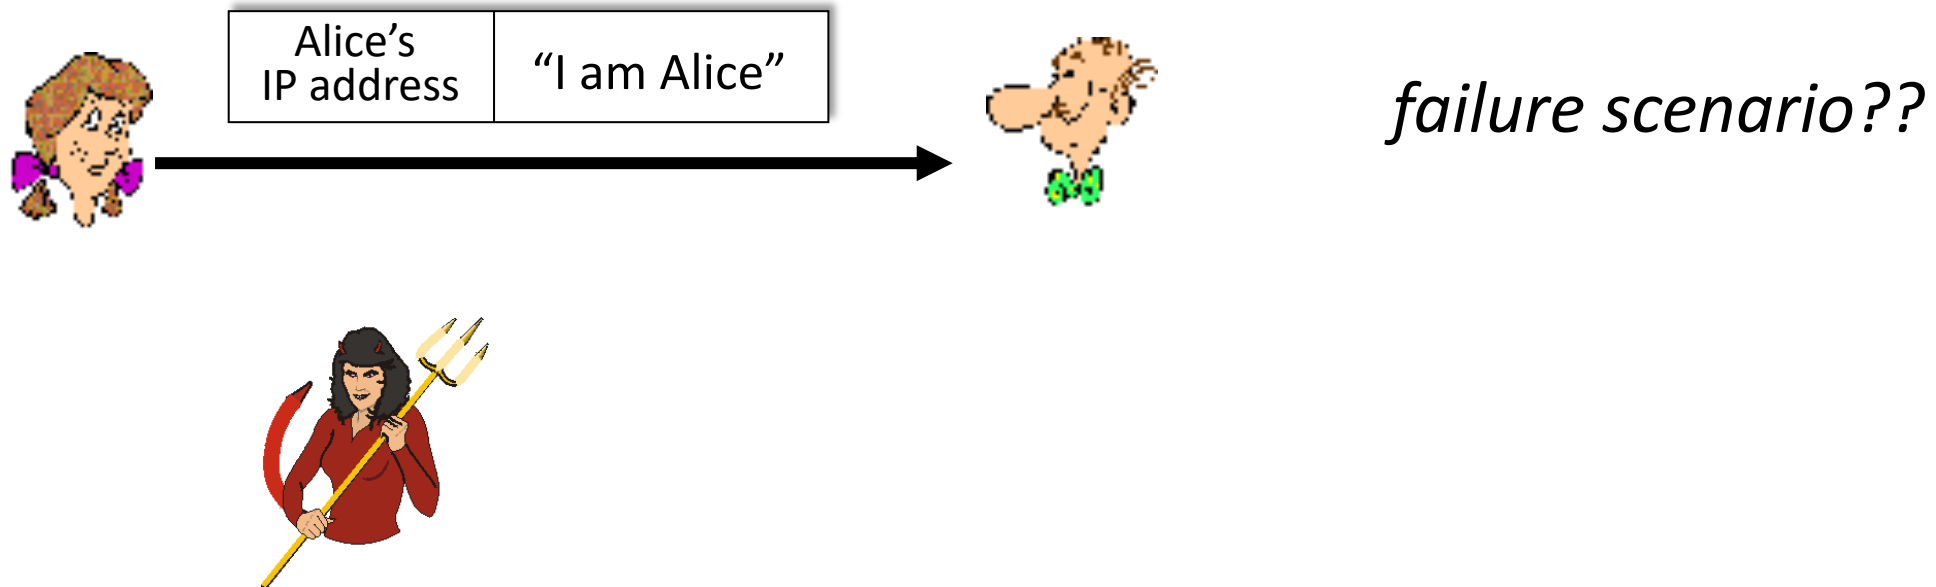 Alice’s
IP address
“I am Alice”
failure scenario??